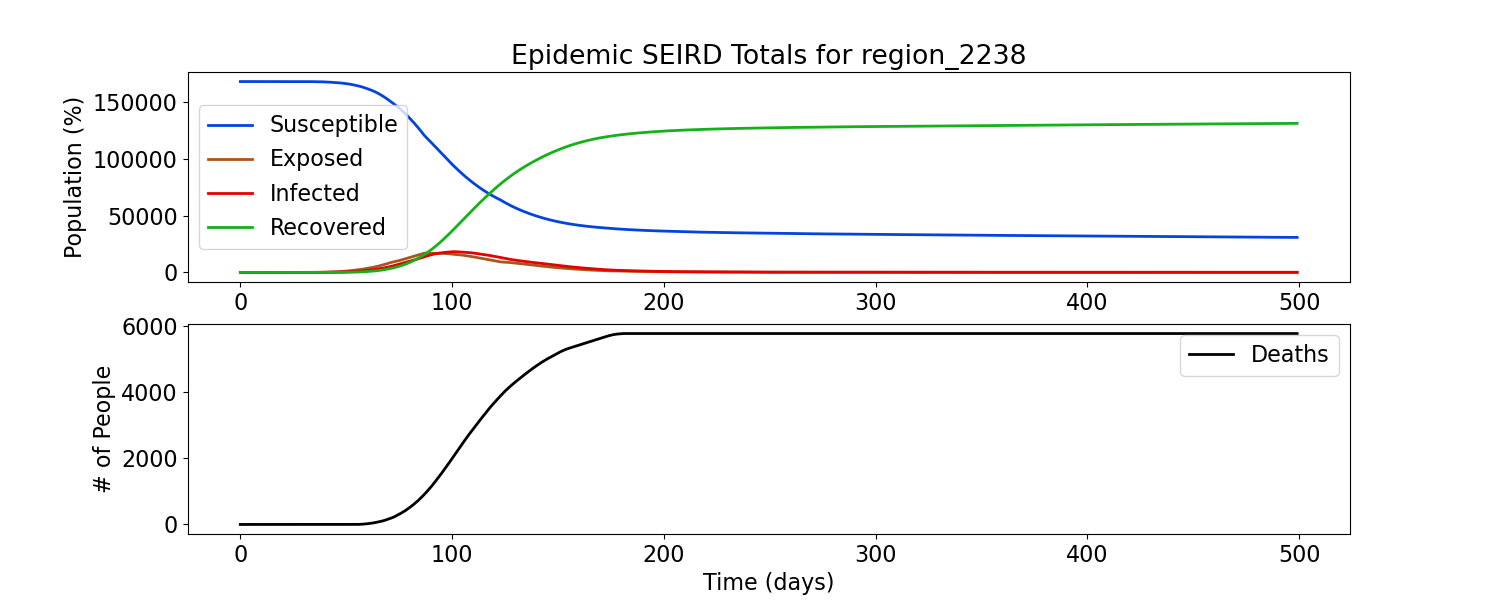 Epidemic SEIRD Totals for region_2238
Population (%)
150000
100000
50000
0
Susceptible
Exposed
Infected
Recovered
0 100 200 300 400 500
# of People
6000
4000
2000
0
Deaths
0 100 200 300 400 500
Time (days)